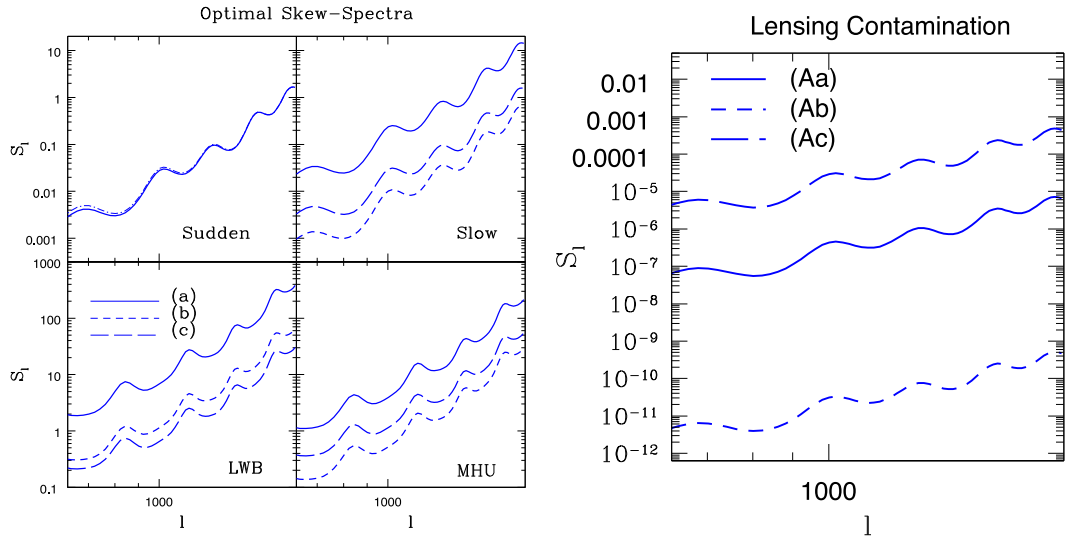 Optimal Skew-Spectra
10
1
0.1
0.01
0.001
S_l
Sudden
Slow
1000
100
10
1
0.1
S_l
(a)
(b)
(c)
LWB
MHU
1000
1000
l
l
Lensing Contamination
(Aa)
(Ab)
(Ac)
0.01
0.001
0.0001
10^-5
10^-6
10^-7
10^-8
10^-9
10^-10
10^-11
10^-12
S_l
1000
l